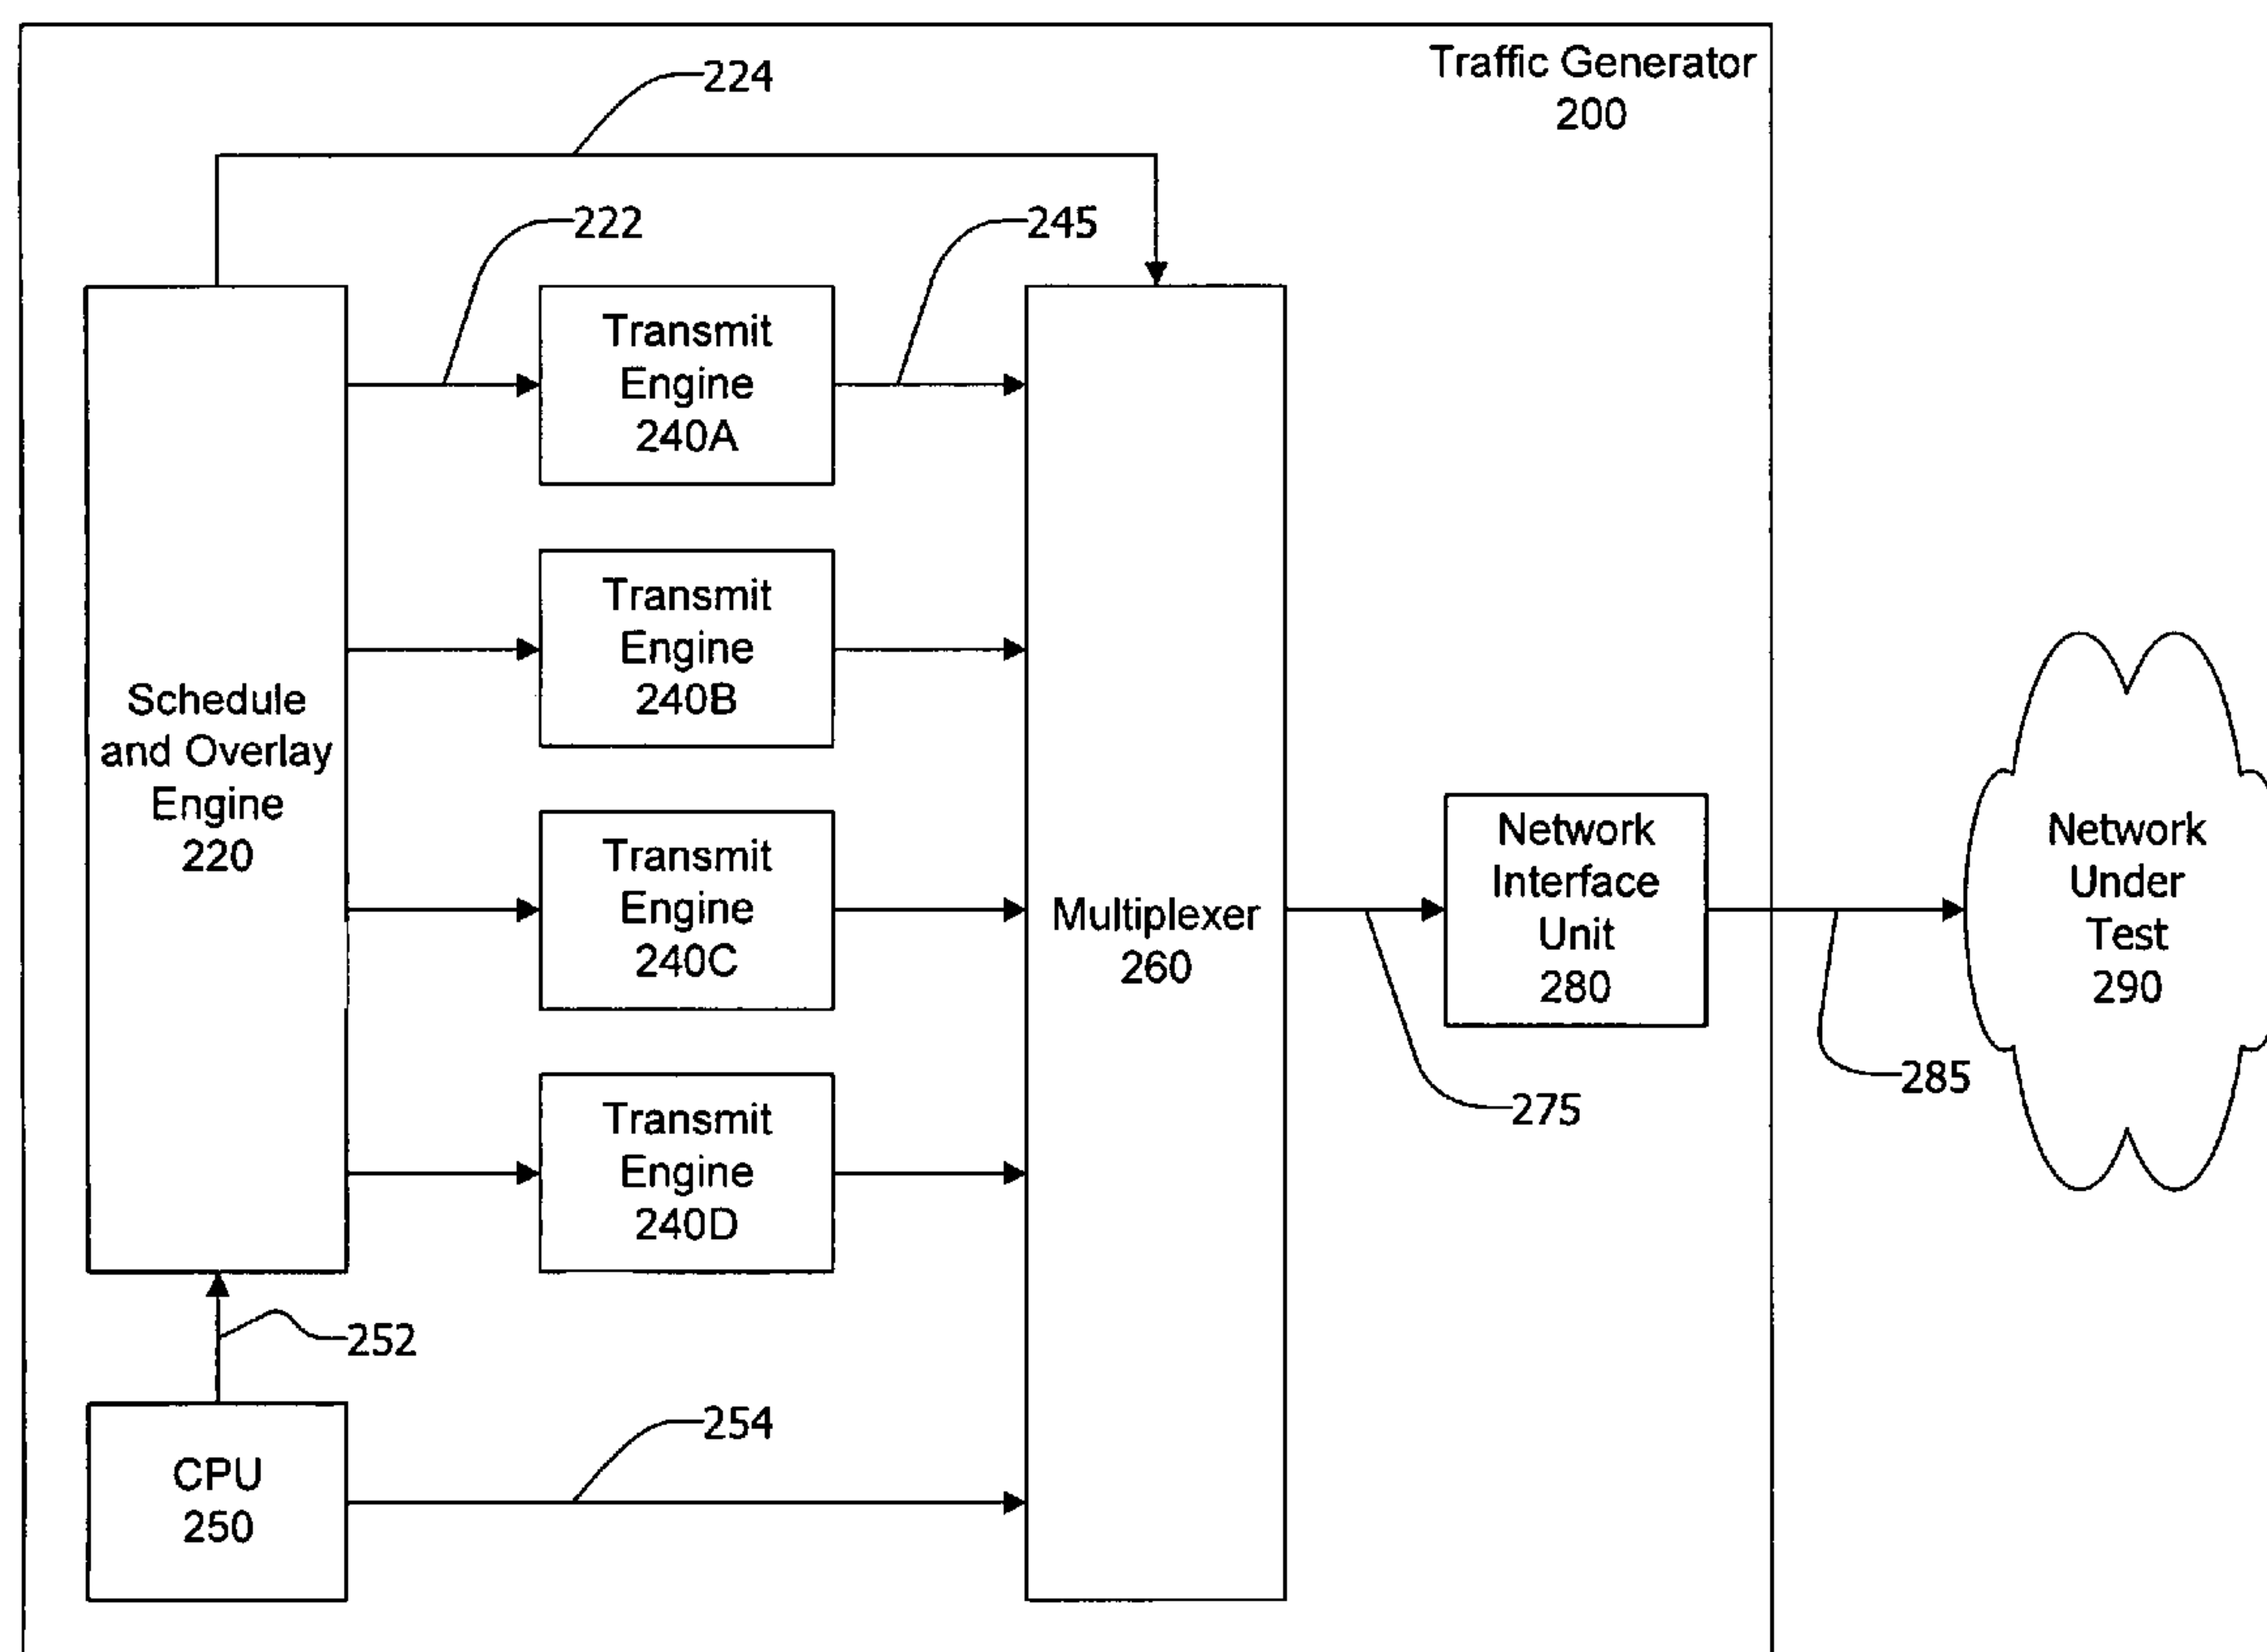 Traffic Generator
200
224
222
245
Transmit
Engine
240A
Transmit
Engine
240B
Schedule
and Overlay
Engine
220
Transmit
Engine
240C
Multiplexer
260
Network
Interface
Unit
280
Network
Under
Test
290
285
275
Transmit
Engine
240D
252
254
CPU
250